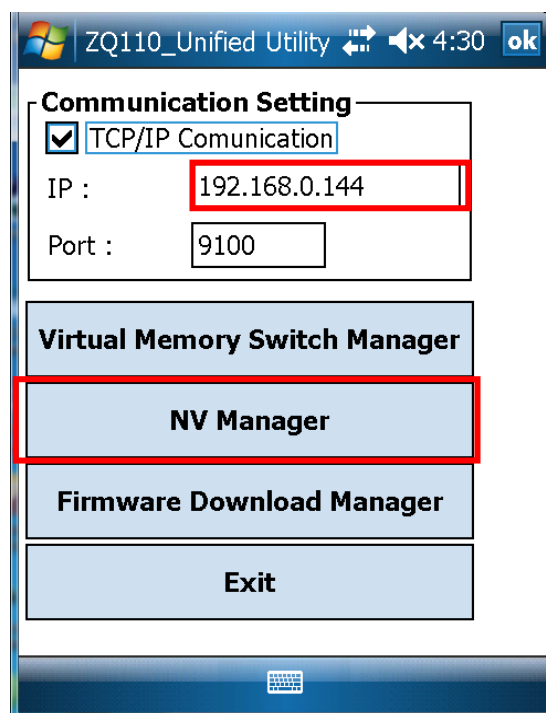 ZQ110_Unified Utility 4:30 ok
Communication Setting
TCP/IP Comunication
IP : 192.168.0.144
Port : 9100
Virtual Memory Switch Manager
NV Manager
Firmware Download Manager
Exit